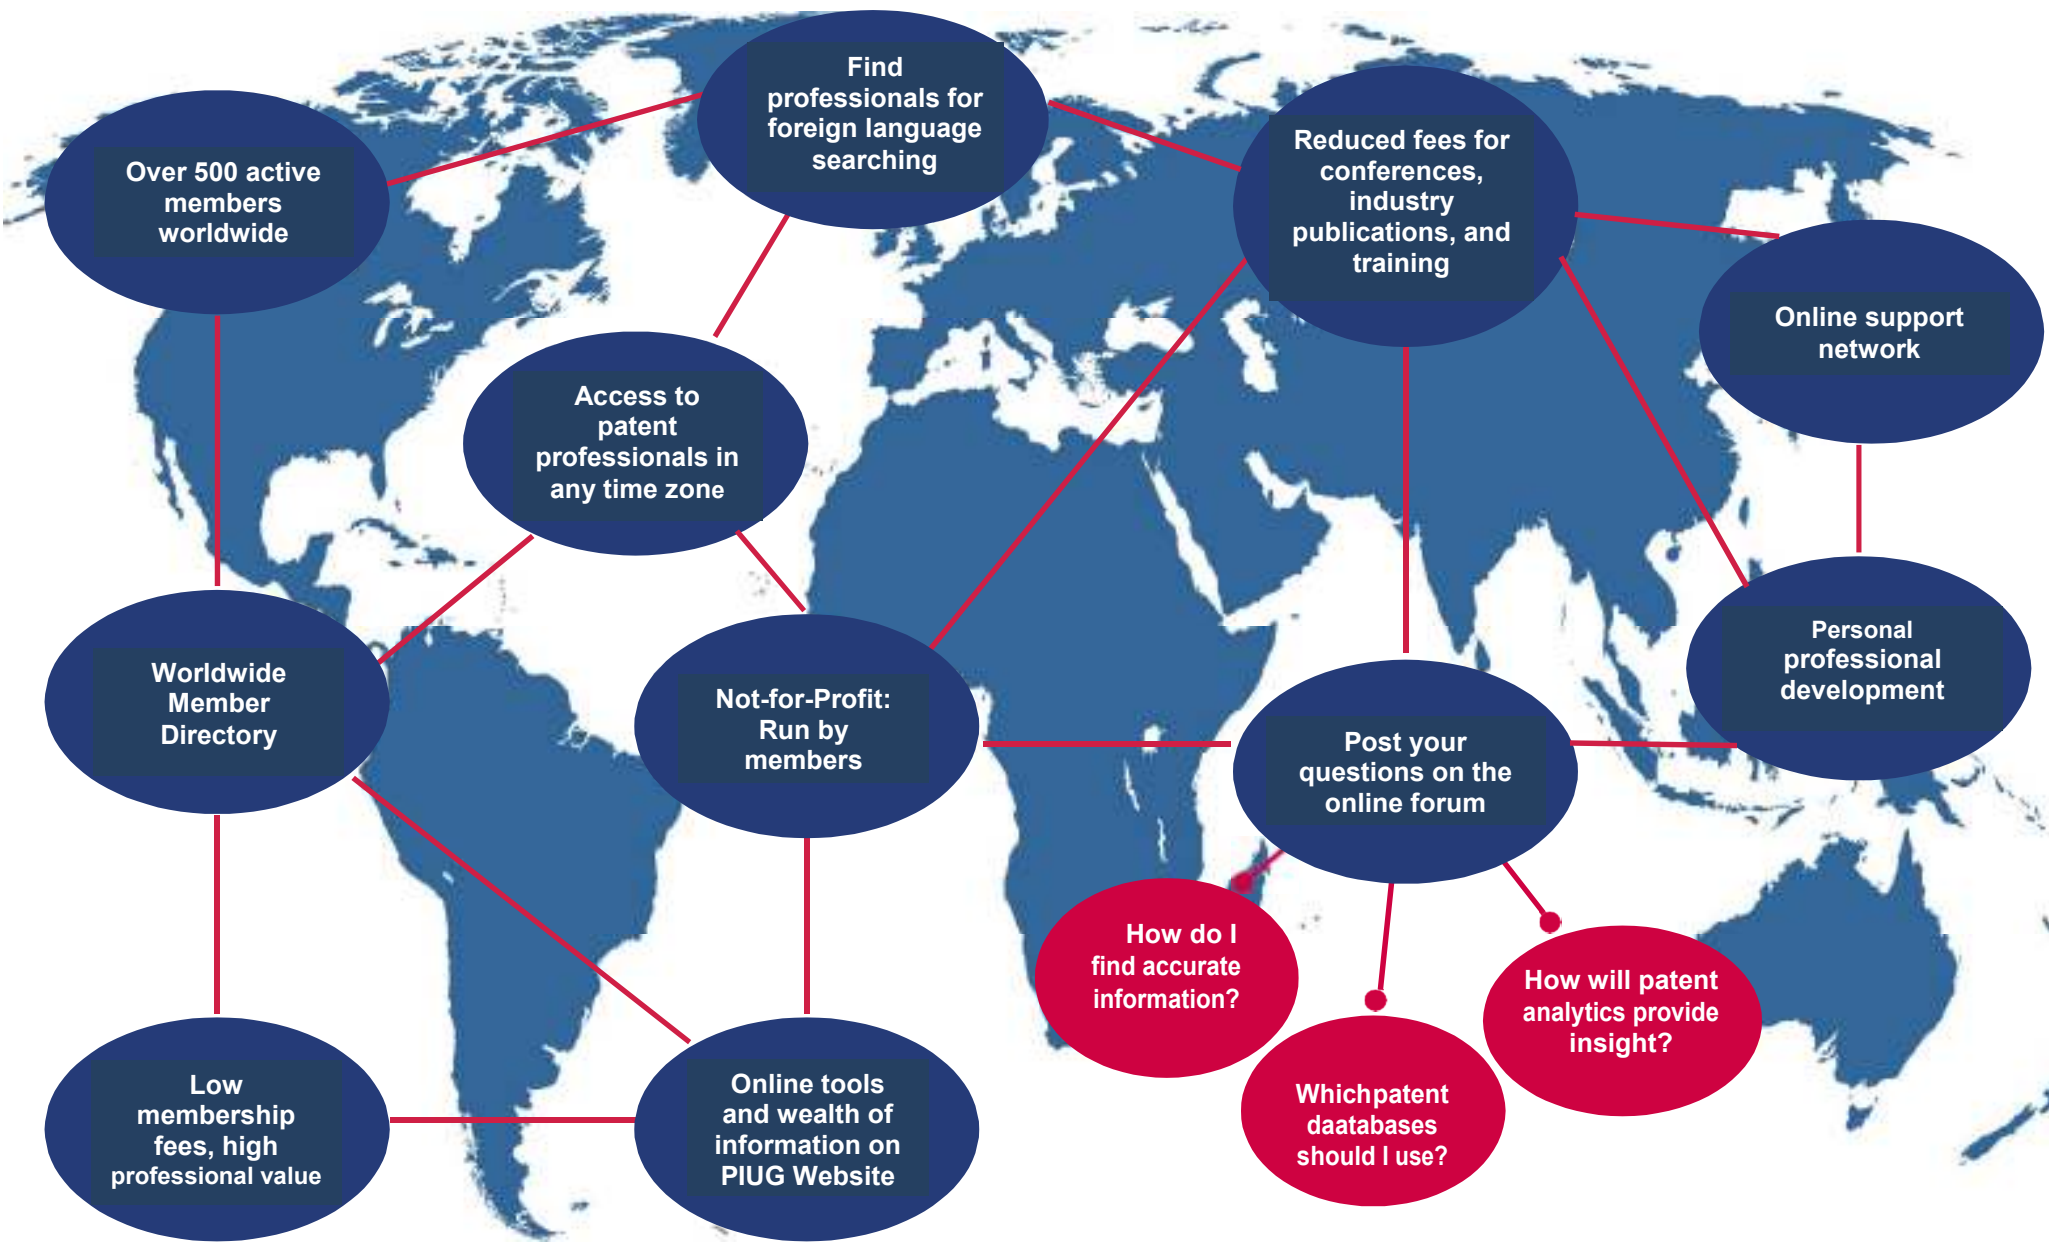 Find
professionals for
foreign language
searching
Over 500 active
members
worldwide
Reduced fees for
conferences,
industry
publications, and
training
Online support
network
Access to
patent
professionals in
any time zone
Worldwide
Member
Directory
Not-for-Profit:
Run by
members
Personal
professional
development
Post your
questions on the
online forum
How do I
find accurate
information?
How will patent
analytics provide
insight?
Whichpatent
daatabases
should I use?
Low
membership
fees, high
professional value
Online tools
and wealth of
information on
PIUG Website